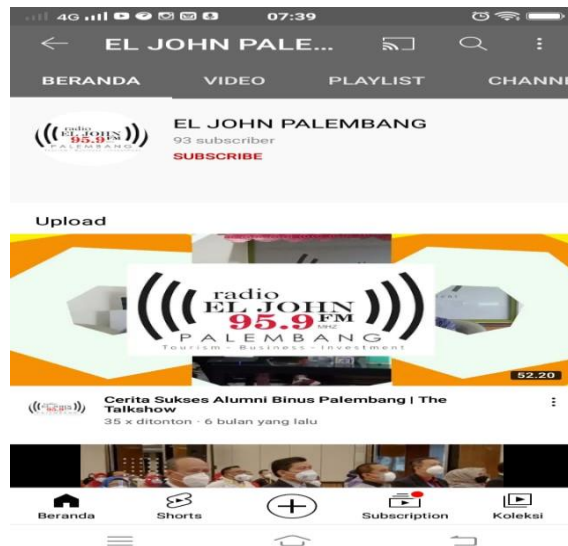 4G 07:39
EL JOHN PALE...
BERANDA VIDEO PLAYLIST CHANNI
radio
EL JOHN
95.9 FM
PALEMBANG
EL JOHN PALEMBANG
93 subscriber
SUBSCRIBE
Upload
radio
EL JOHN
95.9 FM
MHZ
PALEMBANG
Tourism - Business - Investment
52.20
Cerita Sukses Alumni Binus Palembang | The
Talkshow
35 x ditonton · 6 bulan yang lalu
Beranda Shorts Subscription Koleksi